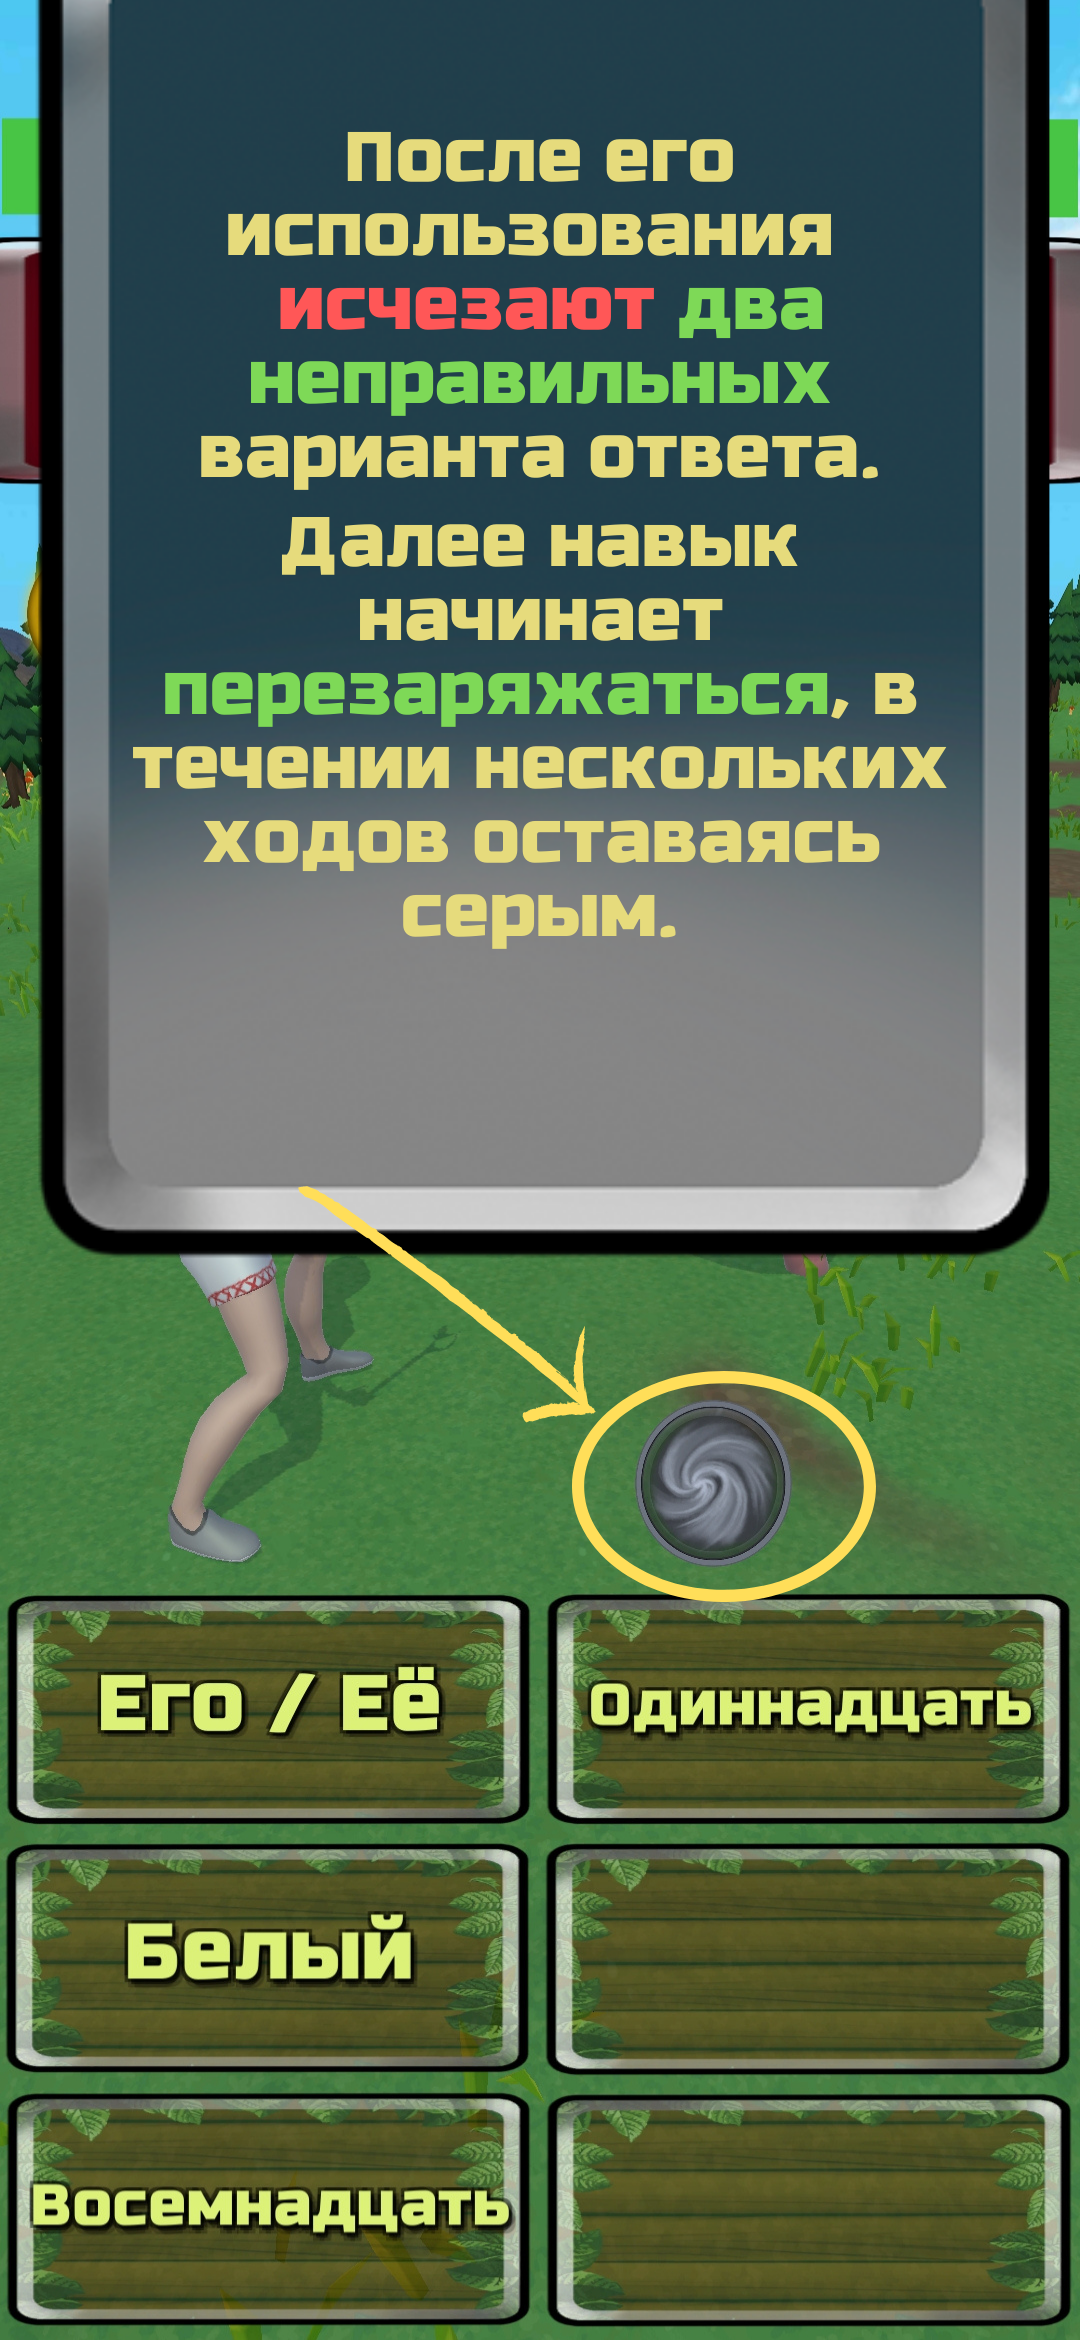 После его
использования
исчезают два
неправильных
варианта ответа.
Далее навык
начинает
перезаряжаться, в
течении нескольких
ходов оставаясь
серым.
Его / Её
Одиннадцать
Белый
Восемнадцать